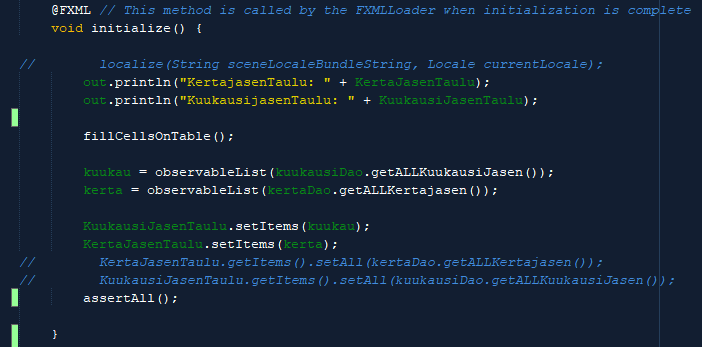 @FXML // This method is called by the FXMLLoader when initialization is complete
void initialize() {
// localize(String sceneLocaleBundleString, Locale currentLocale);
out.println("KertajasenTaulu: " + KertaJasenTaulu);
out.println("KuukausijasenTaulu: " + KuukausiJasenTaulu);
fillCellsOnTable();
kuukau = observableList(kuukausiDao.getALLKuukausiJasen());
kerta = observableList(kertaDao.getALLKertajasen());
KuukausiJasenTaulu.setItems(kuukau);
KertaJasenTaulu.setItems(kerta);
// KertaJasenTaulu.getItems().setAll(kertaDao.getALLKertajasen());
// KuukausiJasenTaulu.getItems().setAll(kuukausiDao.getALLKuukausiJasen());
assertAll();
}